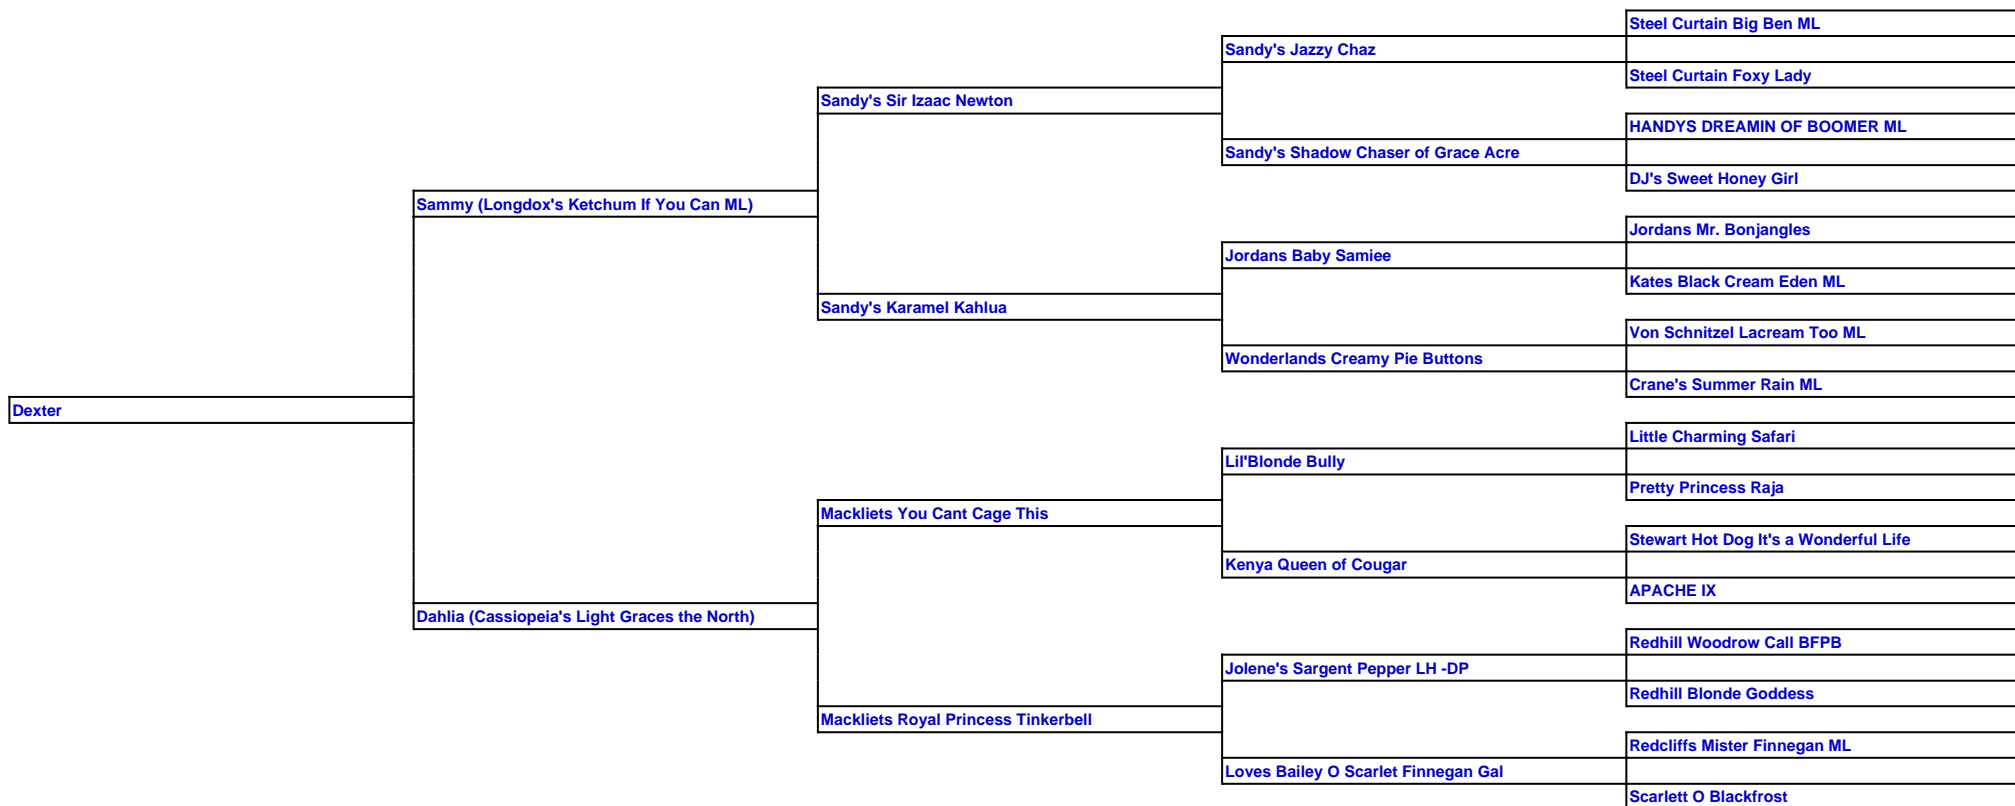 Steel Curtain Big Ben ML
Sandy's Jazzy Chaz
Steel Curtain Foxy Lady
Sandy's Sir Izaac Newton
HANDYS DREAMIN OF BOOMER ML
Sandy's Shadow Chaser of Grace Acre
DJ's Sweet Honey Girl
Sammy (Longdox's Ketchum If You Can ML)
Jordans Mr. Bonjangles
Jordans Baby Samiee
Kates Black Cream Eden ML
Sandy's Karamel Kahlua
Von Schnitzel Lacream Too ML
Wonderlands Creamy Pie Buttons
Crane's Summer Rain ML
Dexter
Little Charming Safari
Lil'Blonde Bully
Pretty Princess Raja
Mackliets You Cant Cage This
Stewart Hot Dog It's a Wonderful Life
Kenya Queen of Cougar
APACHE IX
Dahlia (Cassiopeia's Light Graces the North)
Redhill Woodrow Call BFPB
Jolene's Sargent Pepper LH -DP
Redhill Blonde Goddess
Mackliets Royal Princess Tinkerbell
Redcliffs Mister Finnegan ML
Loves Bailey O Scarlet Finnegan Gal
Scarlett O Blackfrost